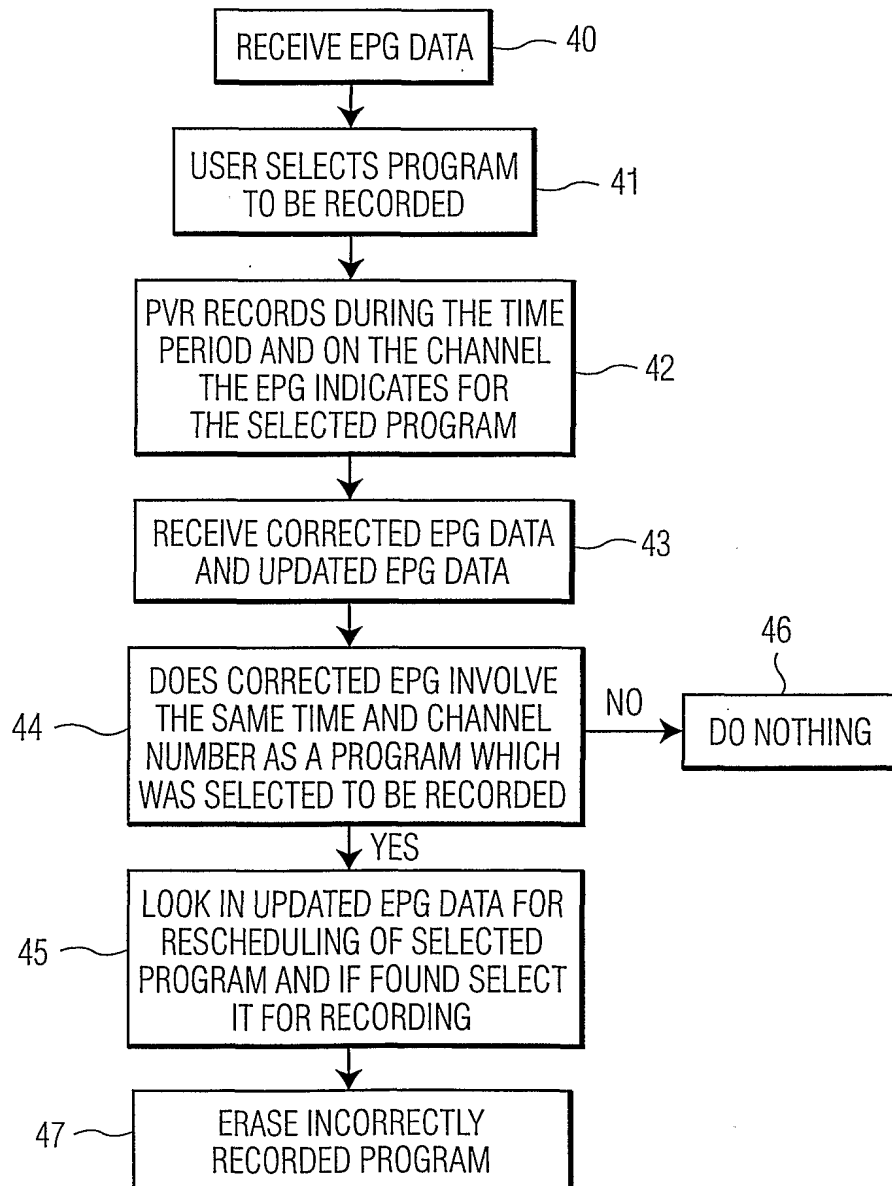 RECEIVE EPG DATA
40
USER SELECTS PROGRAM
TO BE RECORDED
41
PVR RECORDS DURING THE TIME
PERIOD AND ON THE CHANNEL
THE EPG INDICATES FOR
THE SELECTED PROGRAM
42
RECEIVE CORRECTED EPG DATA
AND UPDATED EPG DATA
43
44
DOES CORRECTED EPG INVOLVE
THE SAME TIME AND CHANNEL
NUMBER AS A PROGRAM WHICH
WAS SELECTED TO BE RECORDED
NO
46
DO NOTHING
YES
45
LOOK IN UPDATED EPG DATA FOR
RESCHEDULING OF SELECTED
PROGRAM AND IF FOUND SELECT
IT FOR RECORDING
47
ERASE INCORRECTLY
RECORDED PROGRAM